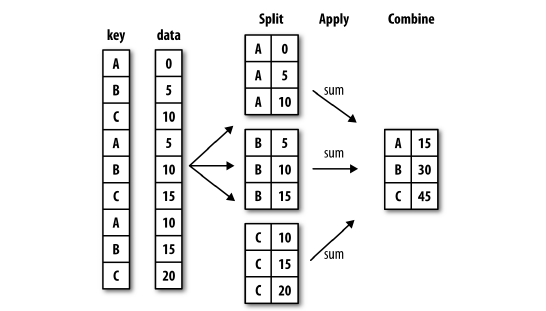 Split Apply Combine
key data
A 0
B 5
C 10
A 5
B 10
C 15
A 10
B 15
C 20
A 0
A 5
A 10
B 5
B 10
B 15
C 10
C 15
C 20
sum
sum
sum
A 15
B 30
C 45